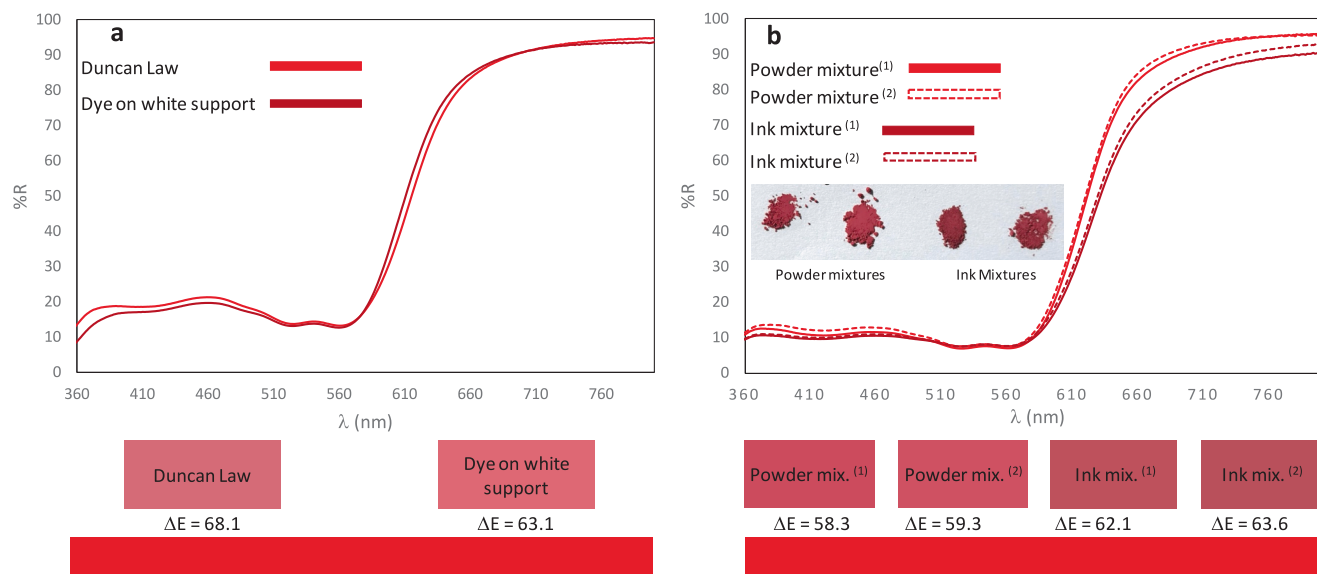 a
Duncan Law
Dye on white support
%R
100
90
80
70
60
50
40
30
20
10
0
360 410 460 510 560 610 660 710 760
λ (nm)
Duncan Law
Dye on white
support
ΔE = 68.1
ΔE = 63.1
b
Powder mixture(1)
Powder mixture(2)
Ink mixture (1)
Ink mixture (2)
Powder mixtures
Ink Mixtures
%R
100
90
80
70
60
50
40
30
20
10
0
360 410 460 510 560 610 660 710 760
λ (nm)
Powder mix. (1)
Powder mix. (2)
Ink mix. (1)
Ink mix. (2)
ΔE = 58.3
ΔE = 59.3
ΔE = 62.1
ΔE = 63.6